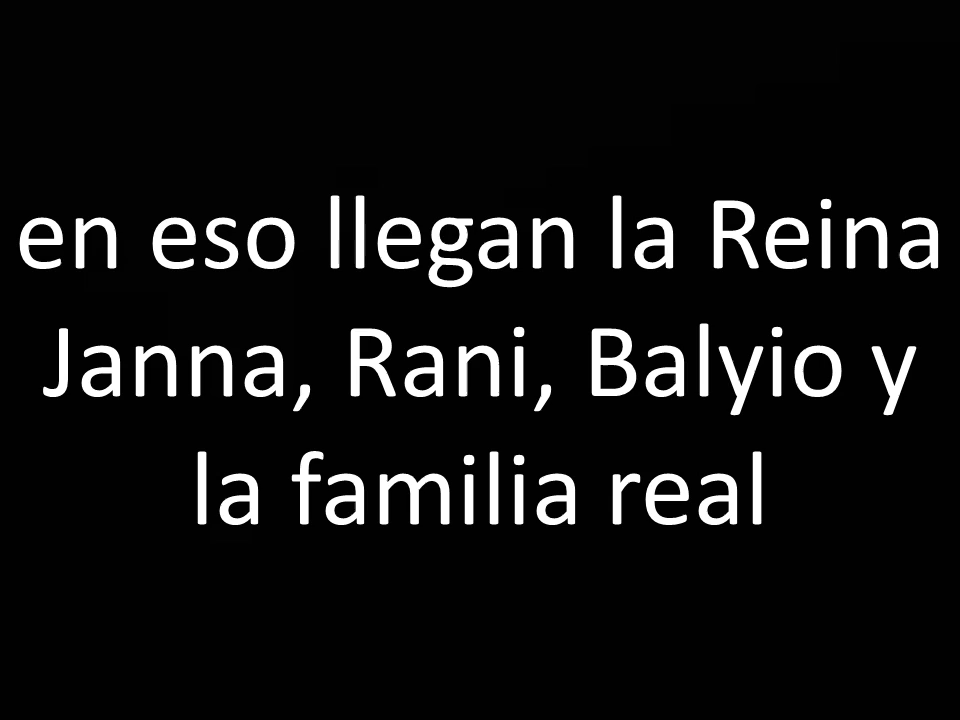 en eso llegan la Reina
Janna, Rani, Balyio y
la familia real